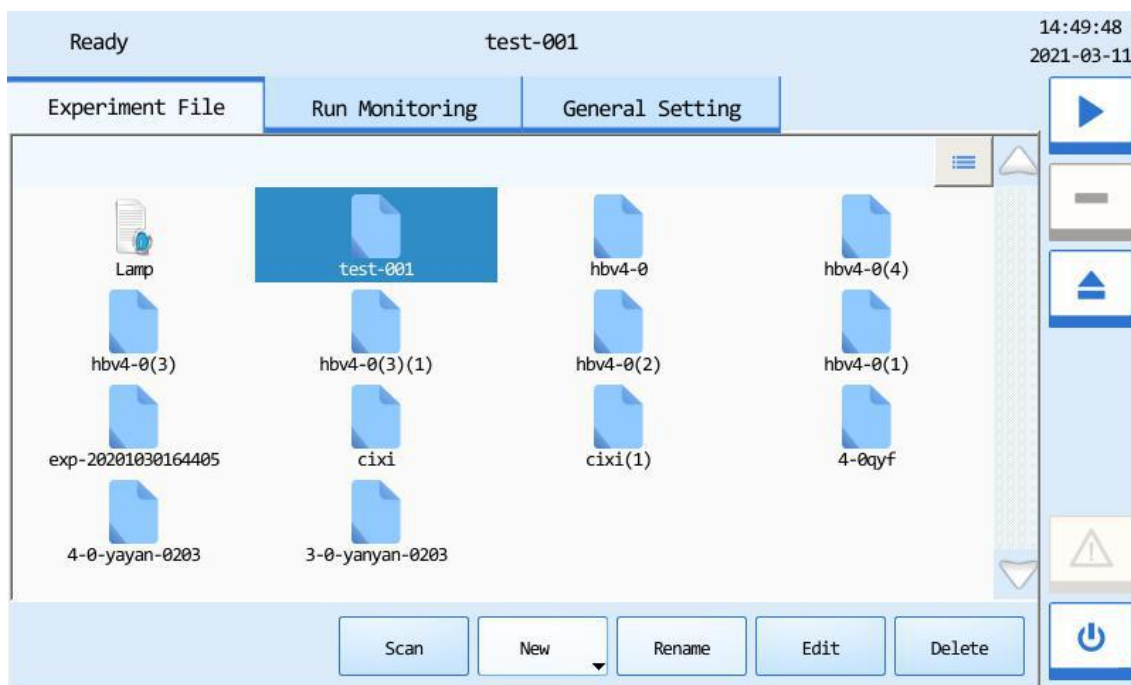 Ready test-001 14:49:48
2021-03-11
Experiment File Run Monitoring General Setting
Lamp test-001 hbv4-0 hbv4-0(4)
hbv4-0(3) hbv4-0(3)(1) hbv4-0(2) hbv4-0(1)
exp-20201030164405 cixi cixi(1) 4-0qyf
4-0-yayan-0203 3-0-yanyan-0203
Scan New Rename Edit Delete